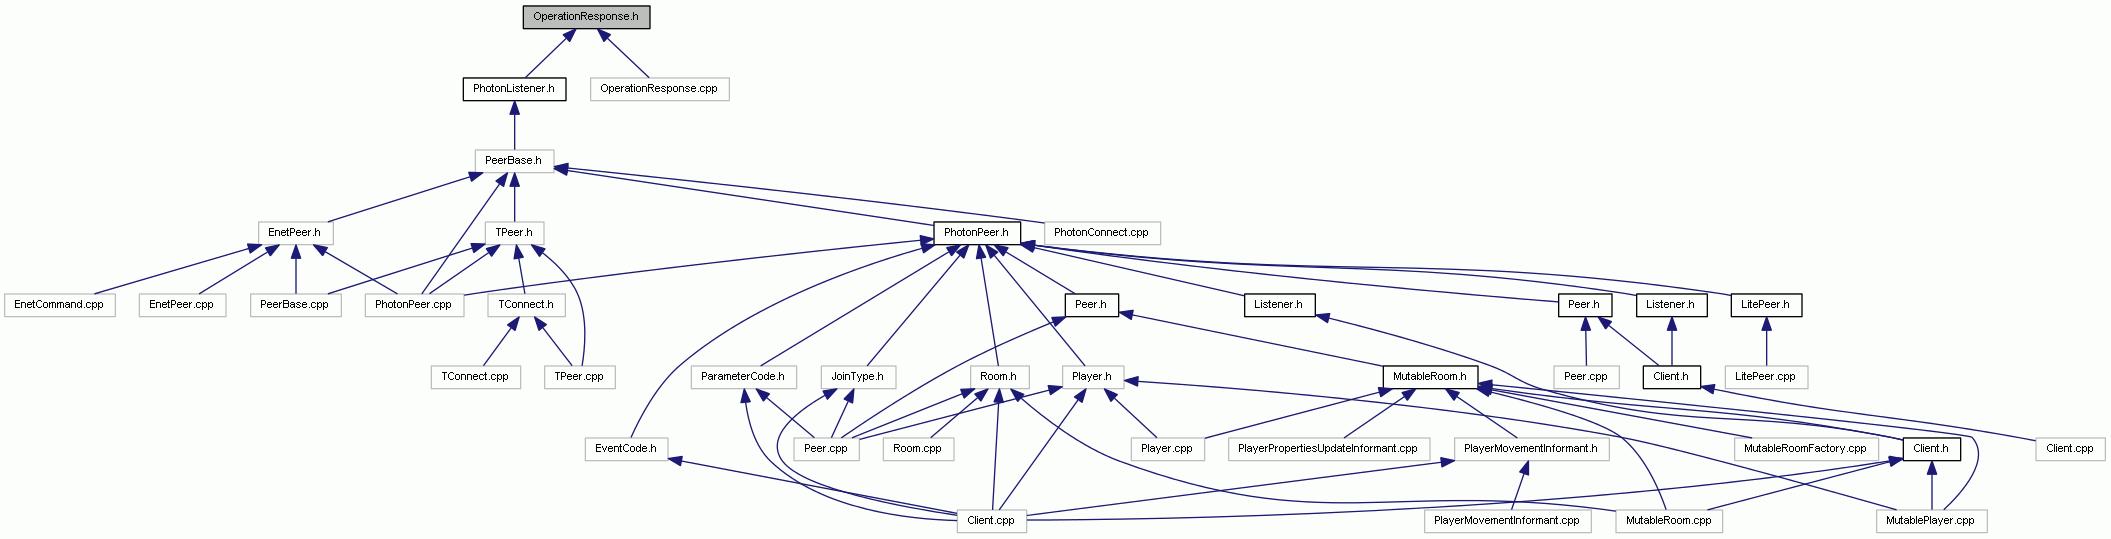 OperationResponse.h
PhotonListener.h
OperationResponse.cpp
PeerBase.h
EnetPeer.h
TPeer.h
PhotonPeer.h
PhotonConnect.cpp
EnetCommand.cpp
EnetPeer.cpp
PeerBase.cpp
PhotonPeer.cpp
TConnect.h
Peer.h
Listener.h
Peer.h
Listener.h
LitePeer.h
TConnect.cpp
TPeer.cpp
ParameterCode.h
JoinType.h
Room.h
Player.h
MutableRoom.h
Peer.cpp
Client.h
LitePeer.cpp
EventCode.h
Peer.cpp
Room.cpp
Player.cpp
PlayerPropertiesUpdateInformant.cpp
PlayerMovementInformant.h
MutableRoomFactory.cpp
Client.h
Client.cpp
Client.cpp
PlayerMovementInformant.cpp
MutableRoom.cpp
MutablePlayer.cpp